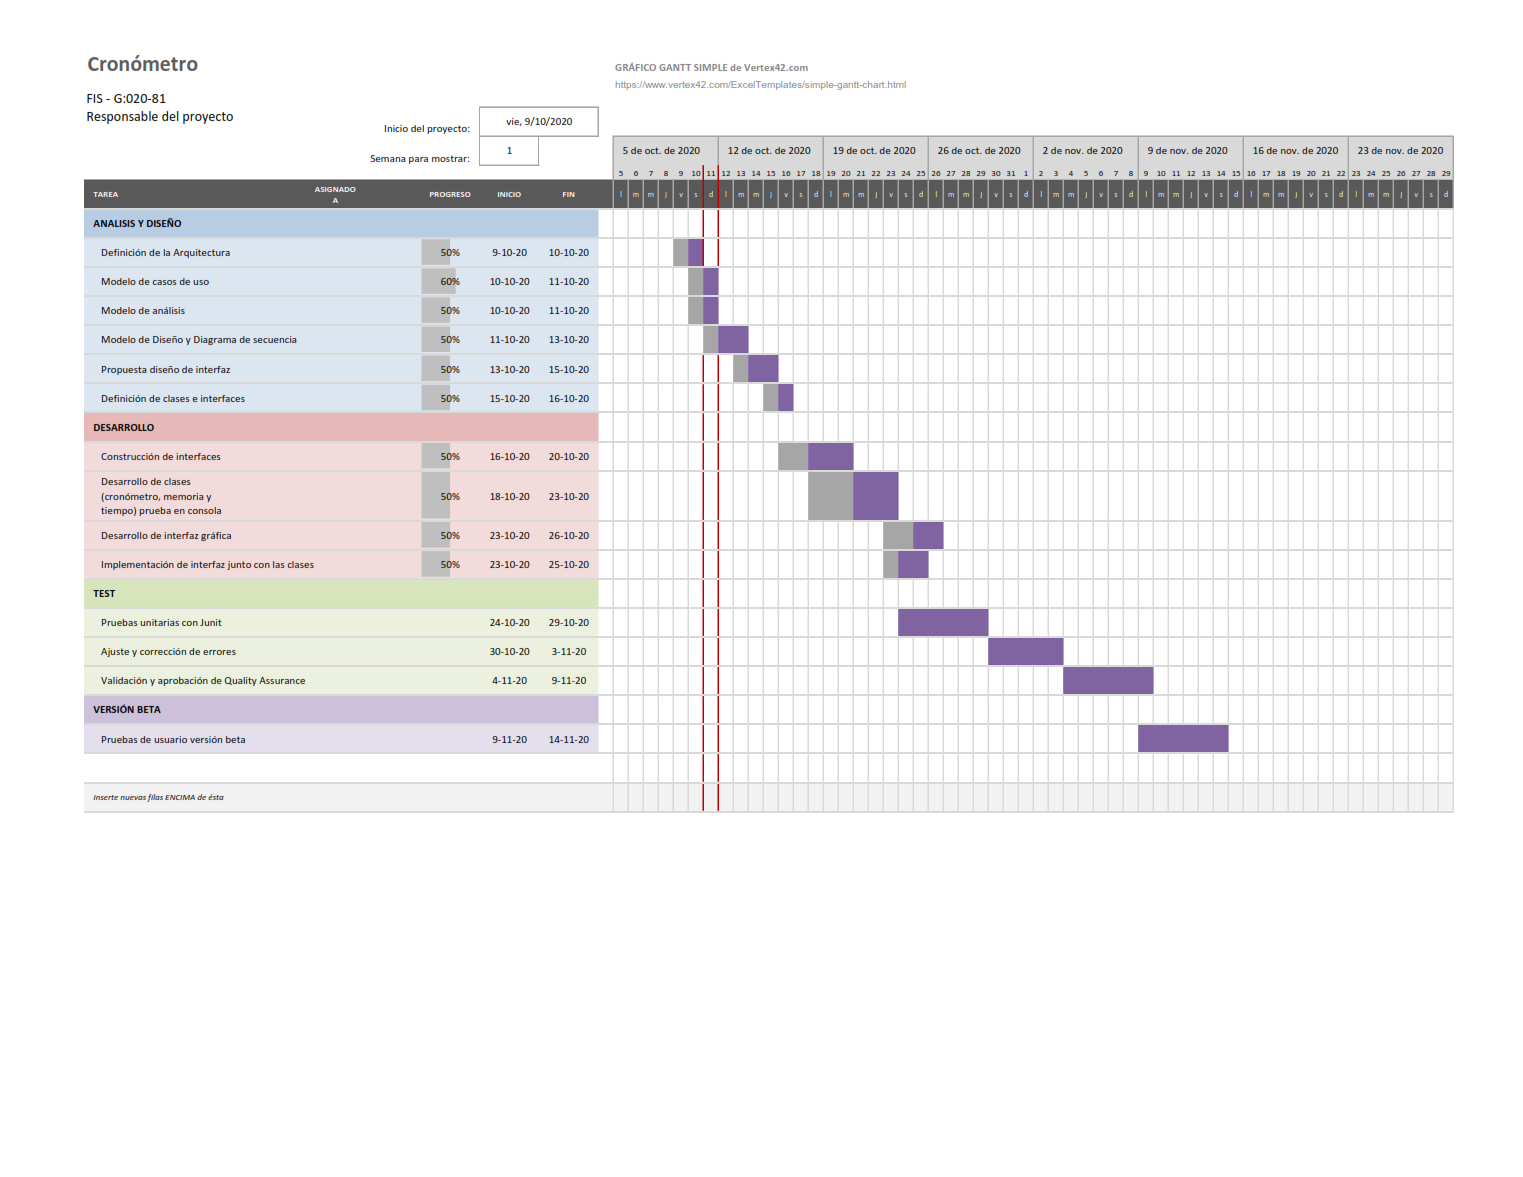 Cronómetro
GRÁFICO GANTT SIMPLE de Vertex42.com
https://www.vertex42.com/ExcelTemplates/simple-gantt-chart.html
FIS - G:020-81
Responsable del proyecto
Inicio del proyecto: vie, 9/10/2020
Semana para mostrar: 1
5 de oct. de 2020 12 de oct. de 2020 19 de oct. de 2020 26 de oct. de 2020 2 de nov. de 2020 9 de nov. de 2020 16 de nov. de 2020 23 de nov. de 2020
5 6 7 8 9 10 11 12 13 14 15 16 17 18 19 20 21 22 23 24 25 26 27 28 29 30 31 1 2 3 4 5 6 7 8 9 10 11 12 13 14 15 16 17 18 19 20 21 22 23 24 25 26 27 28 29
TAREA ASIGNADO A PROGRESO INICIO FIN l m m j v s d l m m j v s d l m m j v s d l m m j v s d l m m j v s d l m m j v s d l m m j v s d l m m j v s d
ANALISIS Y DISEÑO
Definición de la Arquitectura 50% 9-10-20 10-10-20
Modelo de casos de uso 60% 10-10-20 11-10-20
Modelo de análisis 50% 10-10-20 11-10-20
Modelo de Diseño y Diagrama de secuencia 50% 11-10-20 13-10-20
Propuesta diseño de interfaz 50% 13-10-20 15-10-20
Definición de clases e interfaces 50% 15-10-20 16-10-20
DESARROLLO
Construcción de interfaces 50% 16-10-20 20-10-20
Desarrollo de clases
(cronómetro, memoria y
tiempo) prueba en consola 50% 18-10-20 23-10-20
Desarrollo de interfaz gráfica 50% 23-10-20 26-10-20
Implementación de interfaz junto con las clases 50% 23-10-20 25-10-20
TEST
Pruebas unitarias con Junit 24-10-20 29-10-20
Ajuste y corrección de errores 30-10-20 3-11-20
Validación y aprobación de Quality Assurance 4-11-20 9-11-20
VERSIÓN BETA
Pruebas de usuario versión beta 9-11-20 14-11-20
Inserte nuevas filas ENCIMA de ésta